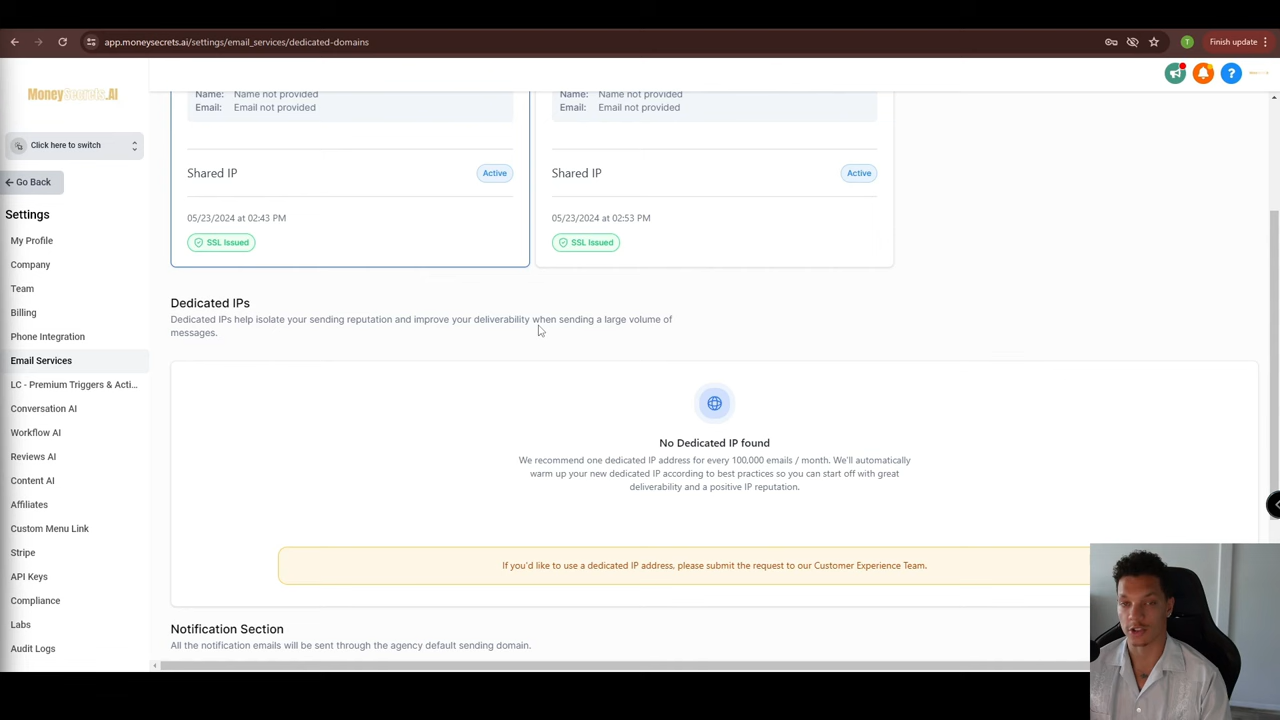 app.moneysecrets.ai/settings/email_services/dedicated-domains
Finish update
T
MoneySecrets.AI
Click here to switch
Go Back
Settings
My Profile
Company
Team
Billing
Phone Integration
Email Services
LC - Premium Triggers & Acti...
Conversation AI
Workflow AI
Reviews AI
Content AI
Affiliates
Custom Menu Link
Stripe
API Keys
Compliance
Labs
Audit Logs
Name: Name not provided
Email: Email not provided
Shared IP Active
05/23/2024 at 02:43 PM
SSL Issued
Name: Name not provided
Email: Email not provided
Shared IP Active
05/23/2024 at 02:53 PM
SSL Issued
Dedicated IPs
Dedicated IPs help isolate your sending reputation and improve your deliverability when sending a large volume of
messages.
No Dedicated IP found
We recommend one dedicated IP address for every 100,000 emails / month. We'll automatically
warm up your new dedicated IP according to best practices so you can start off with great
deliverability and a positive IP reputation.
If you'd like to use a dedicated IP address, please submit the request to our Customer Experience Team.
Notification Section
All the notification emails will be sent through the agency default sending domain.